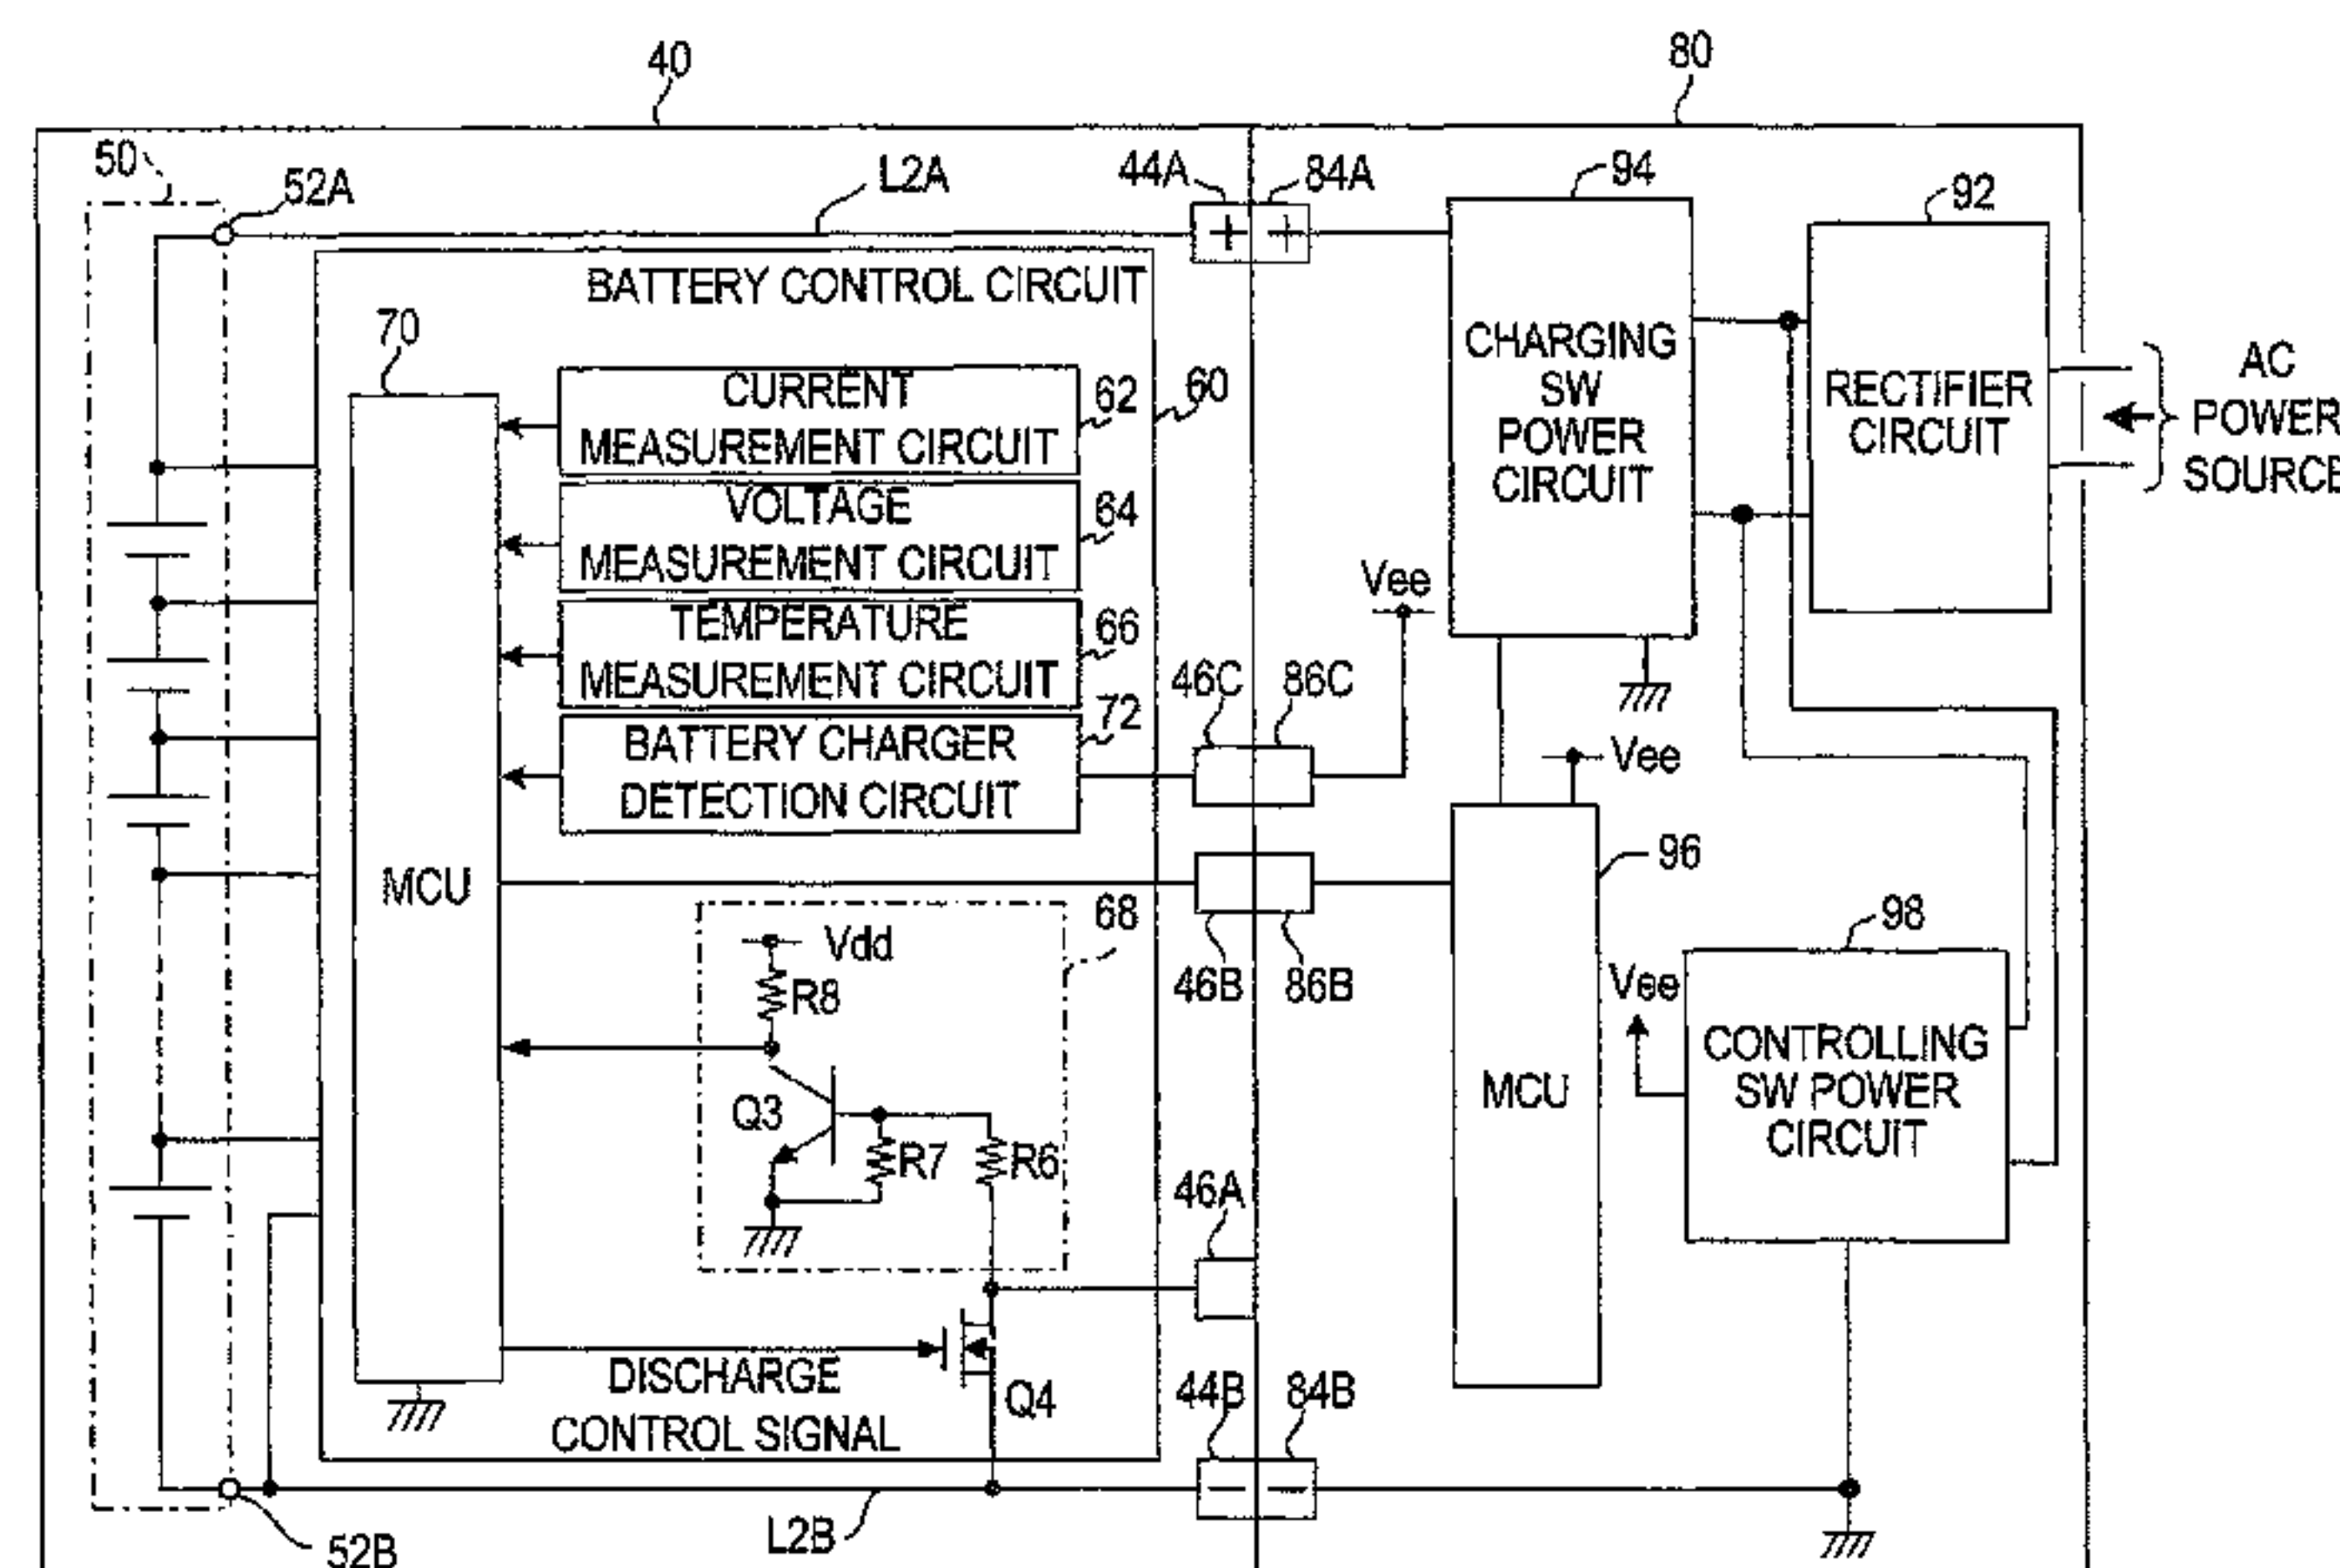 40
80
50
52A
L2A
44A
84A
94
92
BATTERY CONTROL CIRCUIT
70
CURRENT
MEASUREMENT CIRCUIT
62
60
CHARGING
SW
POWER
CIRCUIT
RECTIFIER
CIRCUIT
AC
POWER
SOURCE
VOLTAGE
MEASUREMENT CIRCUIT
64
Vee
TEMPERATURE
MEASUREMENT CIRCUIT
66
46C
86C
72
BATTERY CHARGER
DETECTION CIRCUIT
Vee
MCU
96
68
98
Vdd
R8
46B
86B
Vee
CONTROLLING
SW POWER
CIRCUIT
MCU
Q3
R7
R6
46A
DISCHARGE
CONTROL SIGNAL
Q4
44B
84B
L2B
52B